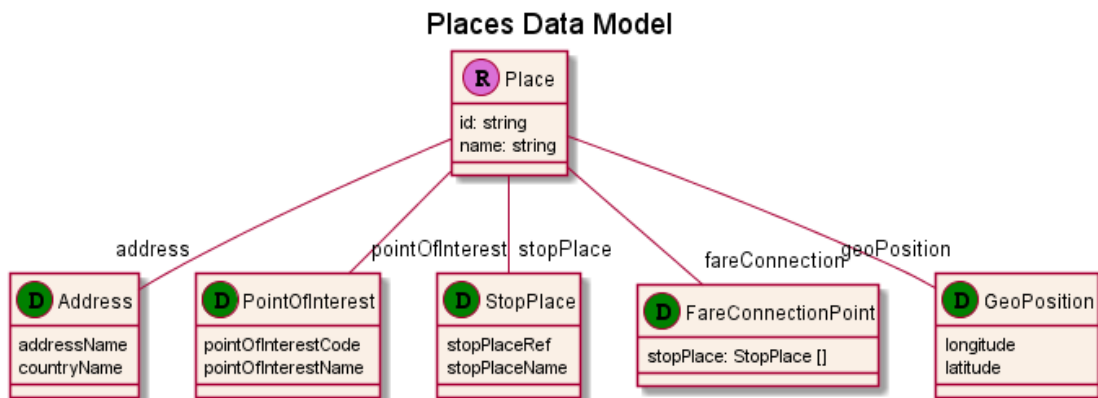 Places Data Model
R Place
id: string
name: string
address
pointOfInterest
stopPlace
fareConnection
geoPosition
D Address
addressName
countryName
D PointOfInterest
pointOfInterestCode
pointOfInterestName
D StopPlace
stopPlaceRef
stopPlaceName
D FareConnectionPoint
stopPlace: StopPlace []
D GeoPosition
longitude
latitude